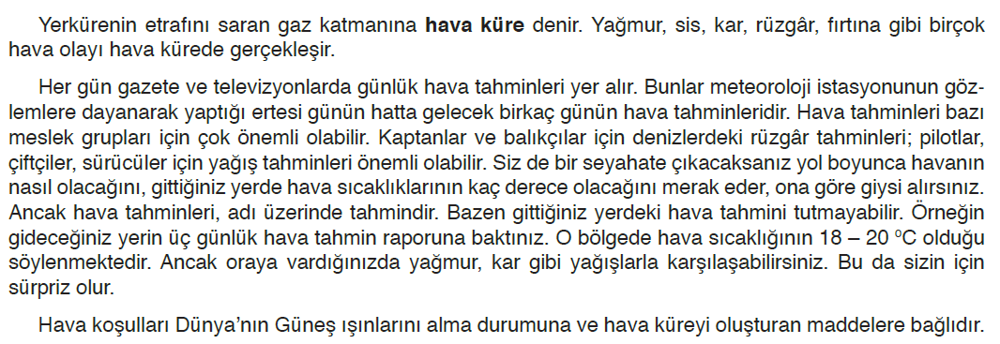 Yerkürenin etrafını saran gaz katmanına hava küre denir. Yağmur, sis, kar, rüzgâr, fırtına gibi birçok
hava olayı hava kürede gerçekleşir.
Her gün gazete ve televizyonlarda günlük hava tahminleri yer alır. Bunlar meteoroloji istasyonunun göz-
lemlere dayanarak yaptığı ertesi günün hatta gelecek birkaç günün hava tahminleridir. Hava tahminleri bazı
meslek grupları için çok önemli olabilir. Kaptanlar ve balıkçılar için denizlerdeki rüzgâr tahminleri; pilotlar,
çiftçiler, sürücüler için yağış tahminleri önemli olabilir. Siz de bir seyahate çıkacaksanız yol boyunca havanın
nasıl olacağını, gittiğiniz yerde hava sıcaklıklarının kaç derece olacağını merak eder, ona göre giysi alırsınız.
Ancak hava tahminleri, adı üzerinde tahmindir. Bazen gittiğiniz yerdeki hava tahmini tutmayabilir. Örneğin
gideceğiniz yerin üç günlük hava tahmin raporuna baktınız. O bölgede hava sıcaklığının 18 – 20 ºC olduğu
söylenmektedir. Ancak oraya vardığınızda yağmur, kar gibi yağışlarla karşılaşabilirsiniz. Bu da sizin için
sürpriz olur.
Hava koşulları Dünya’nın Güneş ışınlarını alma durumuna ve hava küreyi oluşturan maddelere bağlıdır.